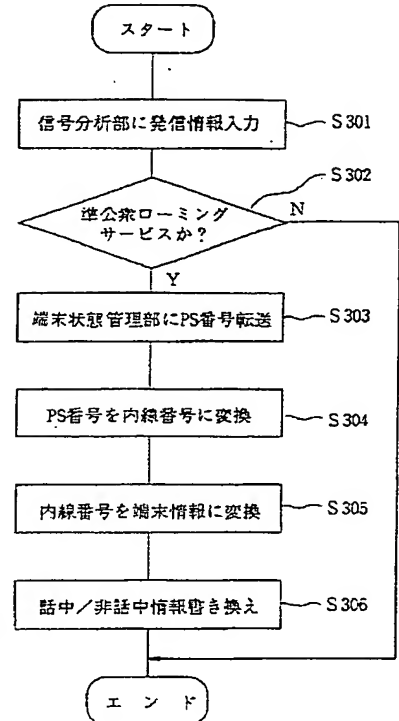 スタート
信号分析部に発信情報入力
S301
S302
準公衆ローミング
サービスか?
N
Y
端末状態管理部にPS番号転送
S303
PS番号を内線番号に変換
S304
内線番号を端末情報に変換
S305
話中/非話中情報書き換え
S306
エンド